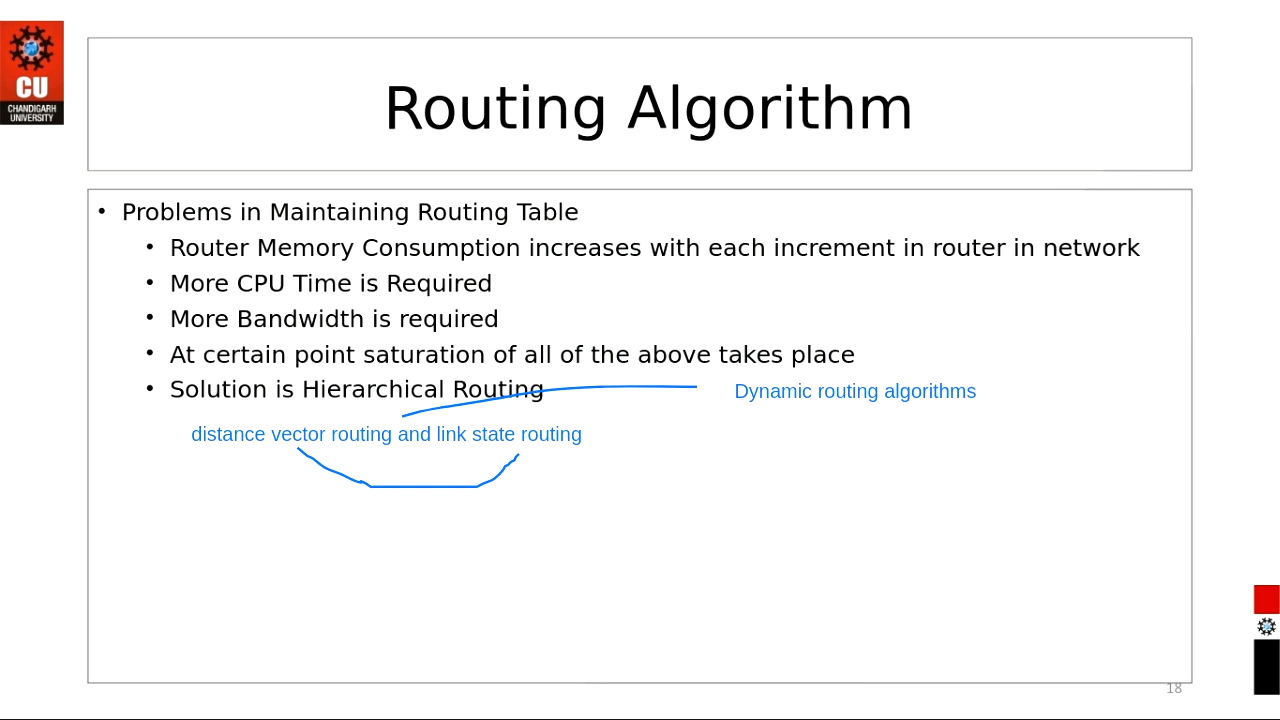 CU
CHANDIGARH
UNIVERSITY
Routing Algorithm
• Problems in Maintaining Routing Table
• Router Memory Consumption increases with each increment in router in network
• More CPU Time is Required
• More Bandwidth is required
• At certain point saturation of all of the above takes place
• Solution is Hierarchical Routing
Dynamic routing algorithms
distance vector routing and link state routing
18